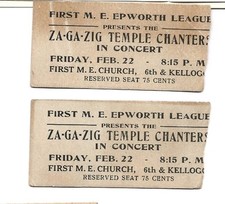 FIRST M. E. EPWORTH LEAGUE
PRESENTS THE
ZA-GA-ZIG TEMPLE CHANTERS
IN CONCERT
FRIDAY, FEB. 22 - 8:15 P. M
FIRST M. E. CHURCH, 6th & KELLOGG
RESERVED SEAT 75 CENTS
FIRST M. E. EPWORTH LEAGUE
PRESENTS THE
ZA-GA-ZIG TEMPLE CHANTERS
IN CONCERT
FRIDAY, FEB. 22 - 8:15 P. M
FIRST M. E. CHURCH, 6th & KELLOGG
RESERVED SEAT 75 CENTS